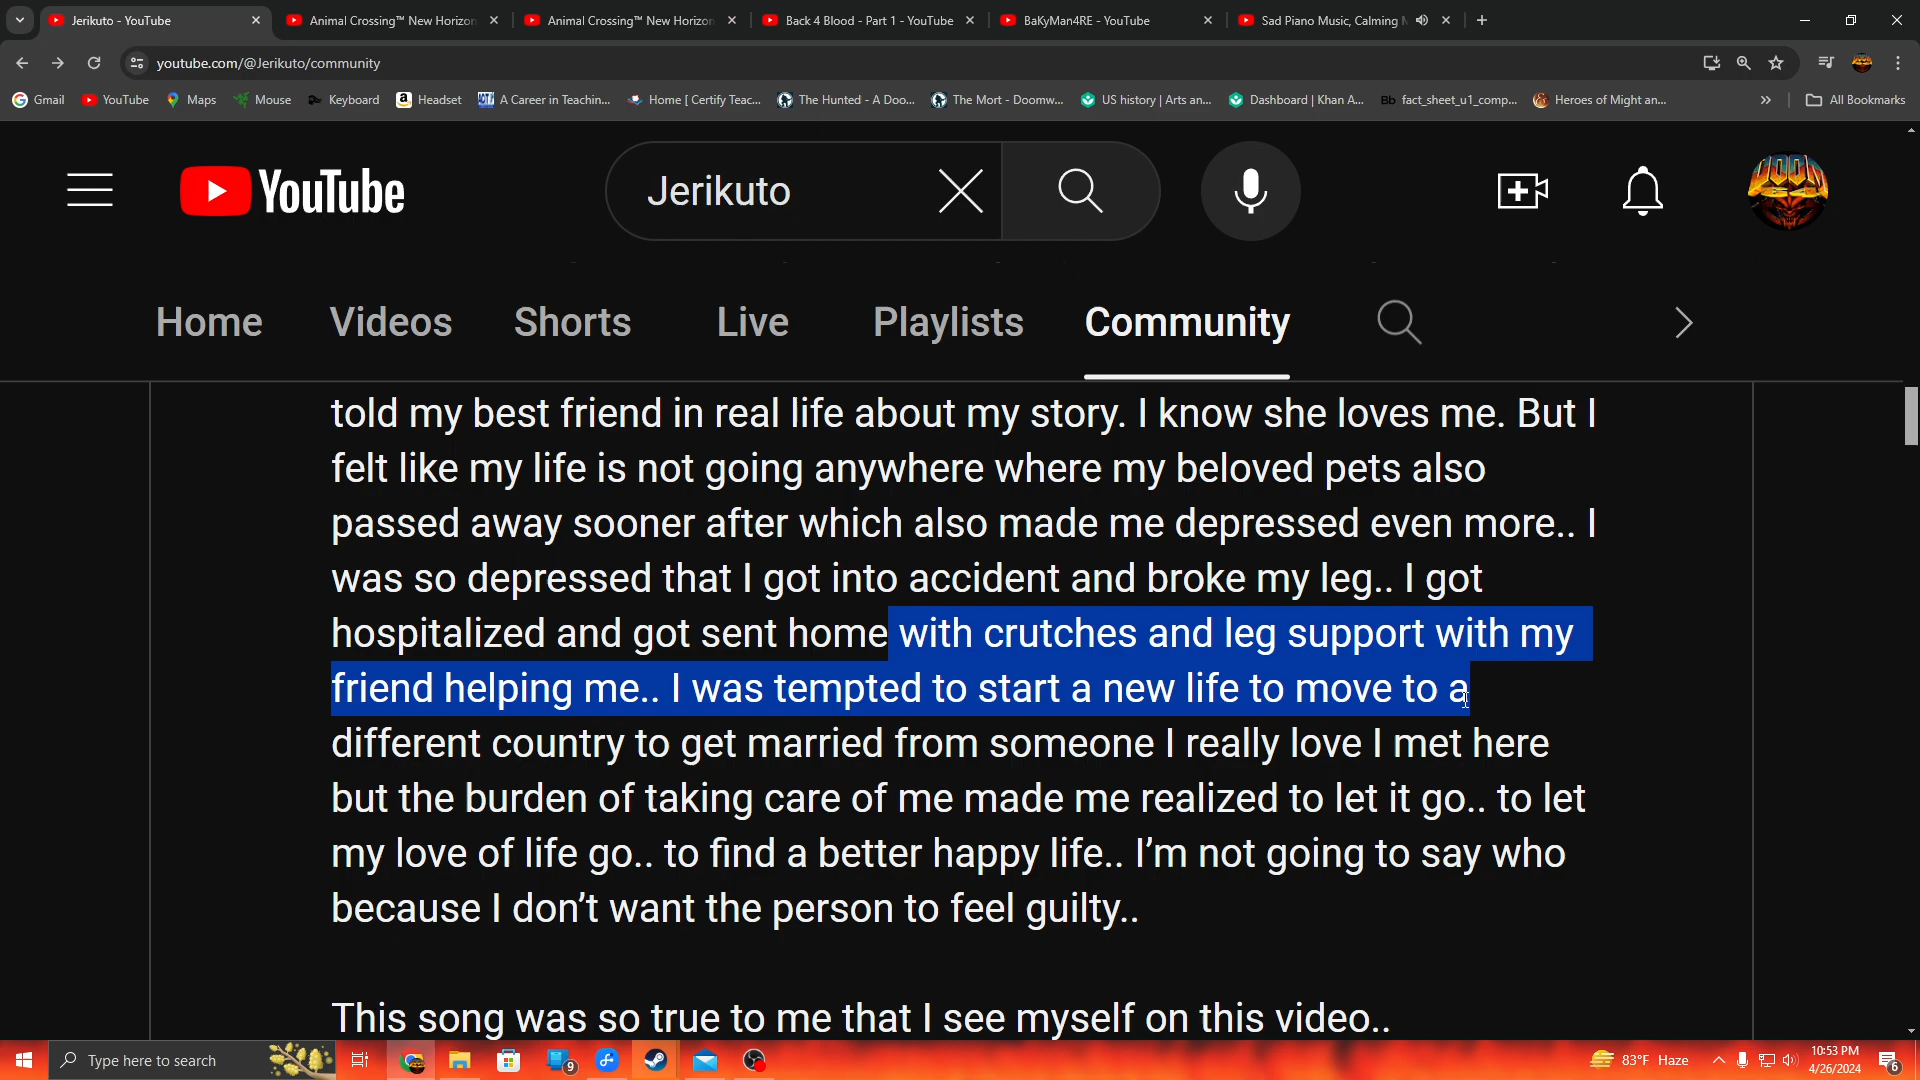 Jerikuto - YouTube
Animal Crossing™ New Horizon
Animal Crossing™ New Horizon
Back 4 Blood - Part 1 - YouTube
BaKyMan4RE - YouTube
Sad Piano Music, Calming
youtube.com/@Jerikuto/community
Gmail
YouTube
Maps
Mouse
Keyboard
Headset
A Career in Teachin...
Home [ Certify Teac...
The Hunted - A Doo...
The Mort - Doomw...
US history | Arts an...
Dashboard | Khan A...
Bb fact_sheet_u1_comp...
Heroes of Might an...
All Bookmarks
YouTube
Jerikuto
Home
Videos
Shorts
Live
Playlists
Community
told my best friend in real life about my story. I know she loves me. But I
felt like my life is not going anywhere where my beloved pets also
passed away sooner after which also made me depressed even more.. I
was so depressed that I got into accident and broke my leg.. I got
hospitalized and got sent home with crutches and leg support with my
friend helping me.. I was tempted to start a new life to move to a
different country to get married from someone I really love I met here
but the burden of taking care of me made me realized to let it go.. to let
my love of life go.. to find a better happy life.. I’m not going to say who
because I don’t want the person to feel guilty..
This song was so true to me that I see myself on this video..
Type here to search
9
83°F Haze
10:53 PM
4/26/2024
6